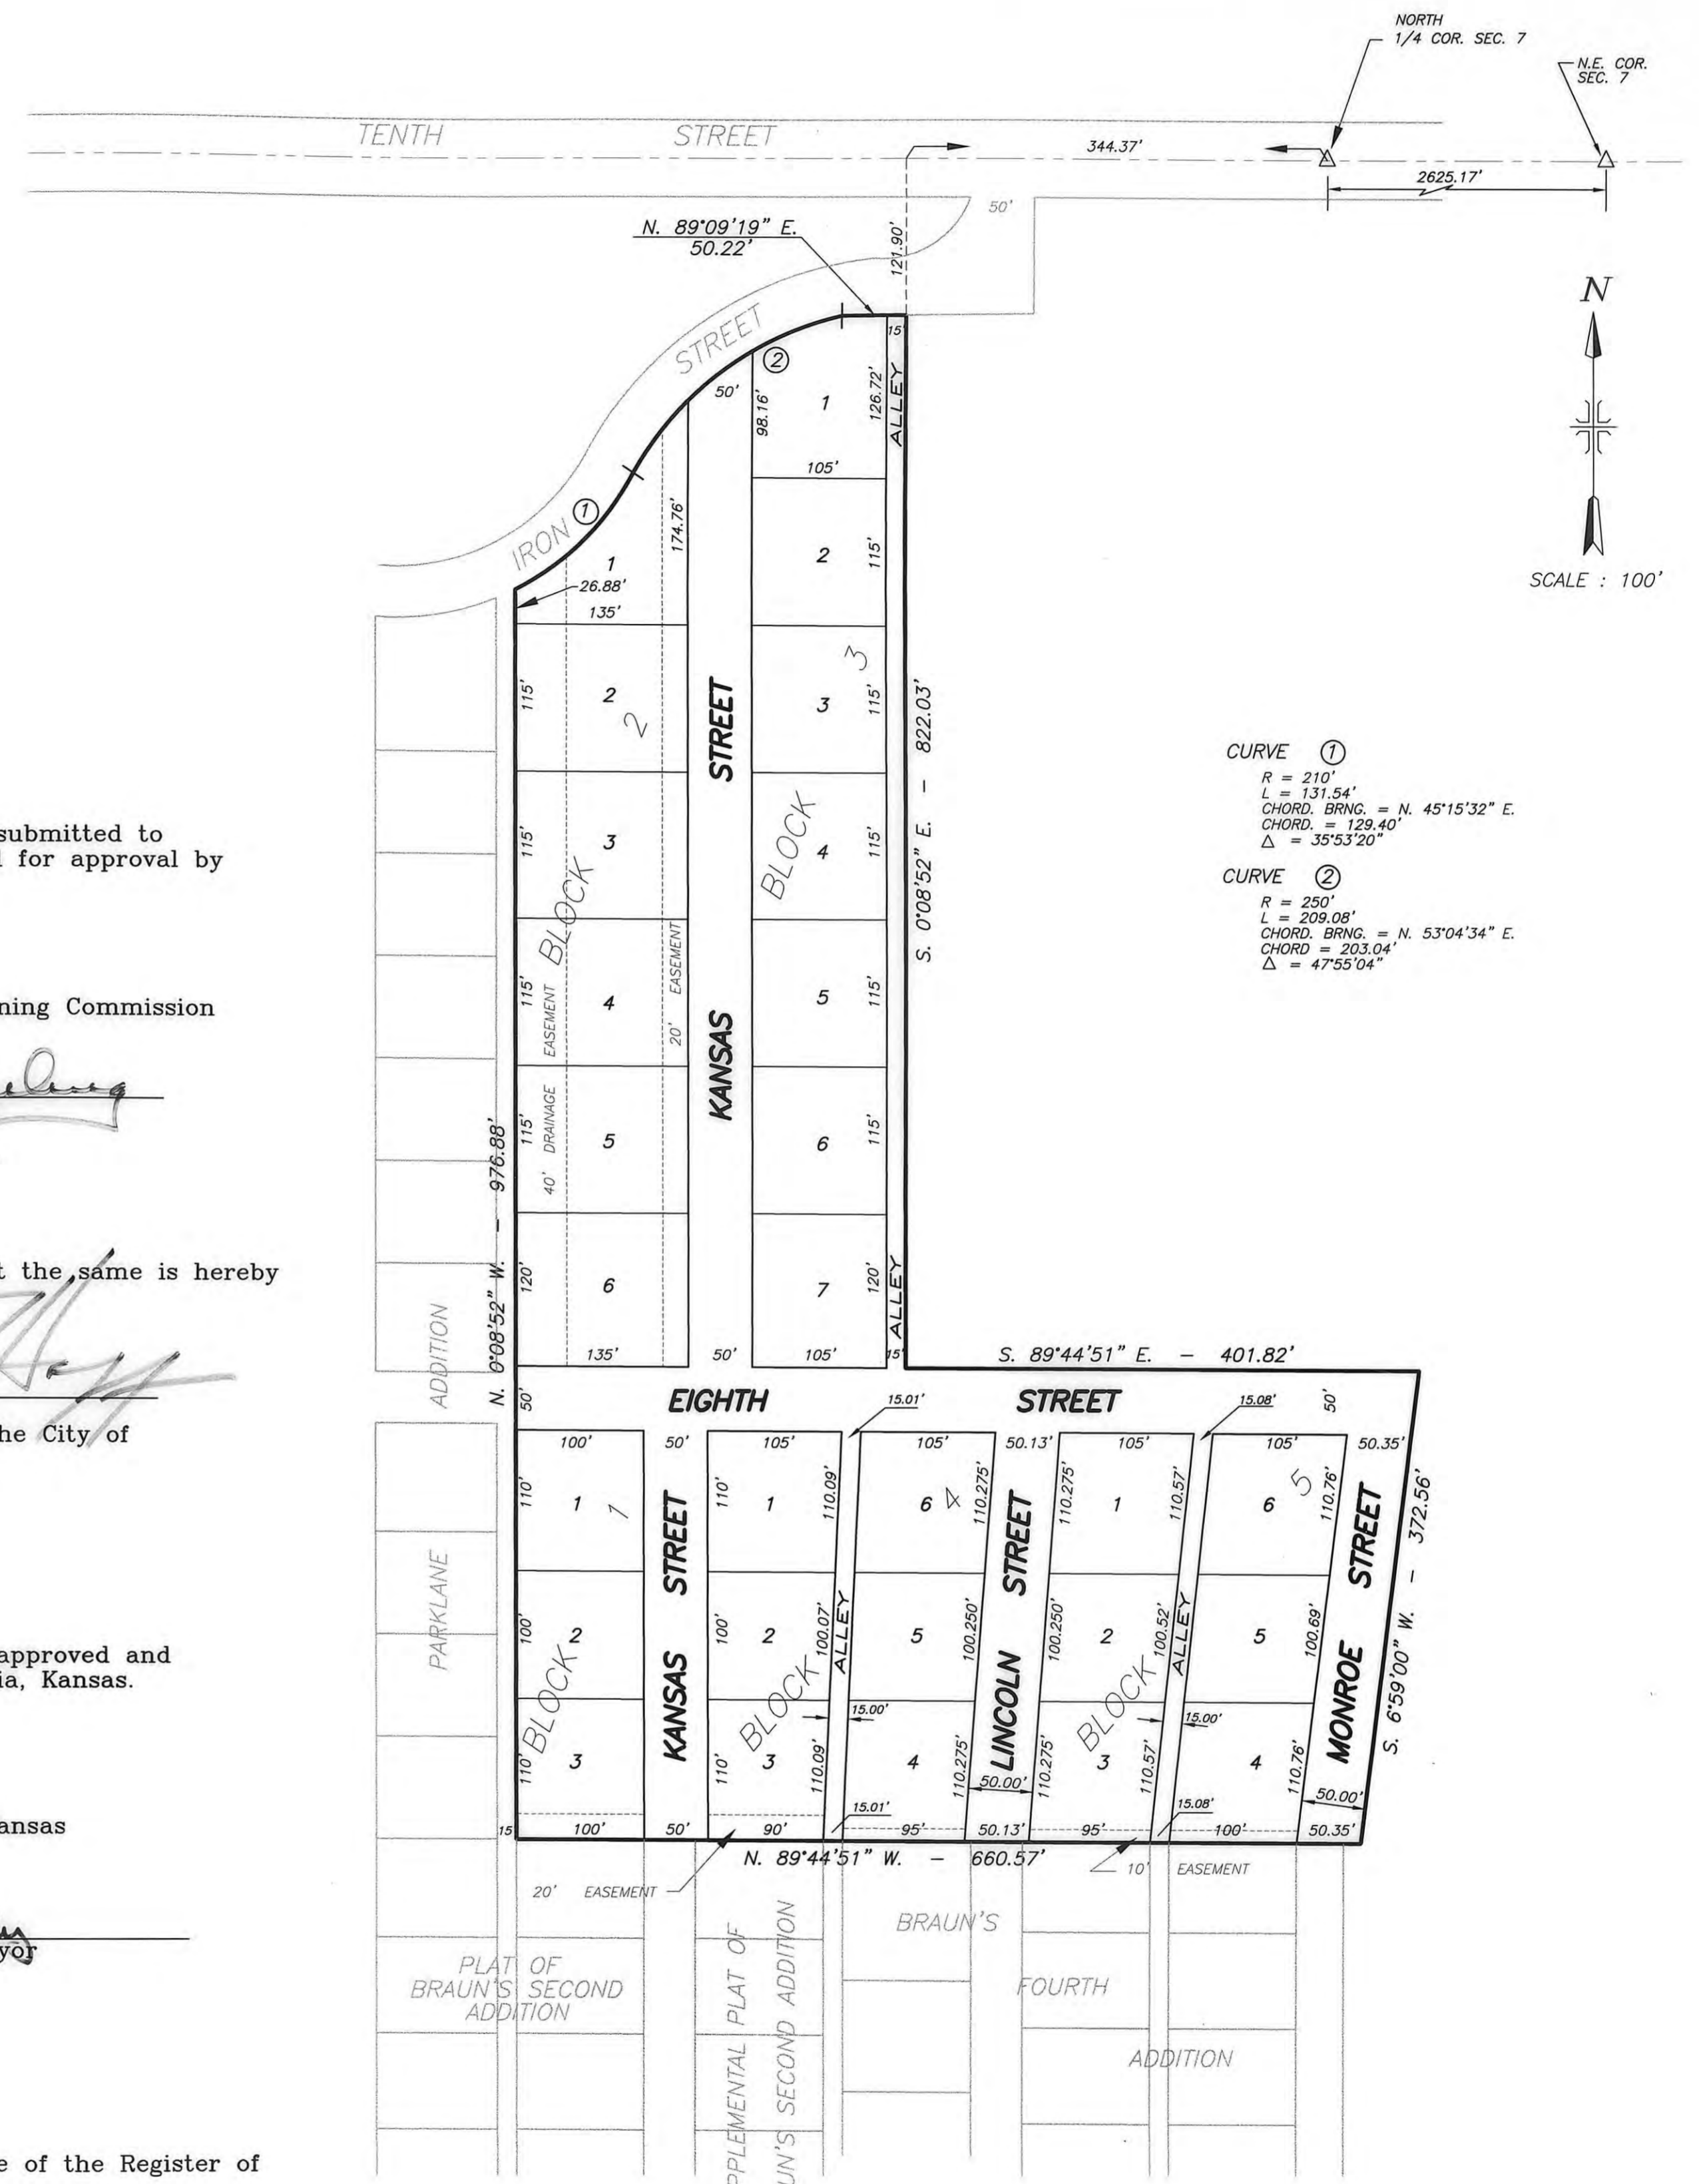 NORTH
1/4 COR. SEC. 7
N.E. COR.
SEC. 7
TENTH STREET
344.37'
2625.17'
50'
N. 89°09'19" E.
50.22'
121.90'
N
SCALE : 100'
STREET
IRON
15'
ALLEY
2
1
50'
98.16'
1
126.72'
105'
174.76'
1
26.88'
135'
2
115'
3
115'
2
2
3
115'
STREET
S. 0°08'52" E. - 822.03'
CURVE 1
R = 210'
L = 131.54'
CHORD. BRNG. = N. 45°15'32" E.
CHORD. = 129.40'
△ = 35°53'20"
CURVE 2
R = 250'
L = 209.08'
CHORD. BRNG. = N. 53°04'34" E.
CHORD = 203.04'
△ = 47°55'04"
submitted to
for approval by
115'
3
BLOCK
BLOCK
4
115'
115'
EASEMENT
4
20' EASEMENT
KANSAS
5
115'
ning Commission
115'
40' DRAINAGE
5
6
115'
N. 0°08'52" W. - 976.88'
t the same is hereby
120'
6
7
120'
ALLEY
135'
50'
105'
15'
S. 89°44'51" E. - 401.82'
ADDITION
50'
EIGHTH STREET
15.01'
15.08'
50'
he City of
100'
50'
105'
105'
50.13'
105'
105'
50.35'
110'
1
1
110'
1
110.09'
6
4
110.275'
110.275'
1
110.57'
6
5
110.76'
KANSAS STREET
LINCOLN STREET
MONROE STREET
S. 6°59'00" W. - 372.56'
PARKLANE
approved and
ia, Kansas.
100'
2
100'
2
100.07'
ALLEY
5
100.250'
100.250'
2
100.52'
ALLEY
5
100.69'
BLOCK
BLOCK
BLOCK
15.00'
15.00'
110'
3
110'
3
110.09'
4
110.275'
110.275'
3
110.57'
4
110.76'
50.00'
50.00'
15.01'
15.08'
ansas
15
100'
50'
90'
95'
50.13'
95'
100'
50.35'
N. 89°44'51" W. - 660.57'
20' EASEMENT
10' EASEMENT
yor
PLAT OF
BRAUN'S SECOND
ADDITION
PPLEMENTAL PLAT OF
UN'S SECOND ADDITION
BRAUN'S
FOURTH
ADDITION
e of the Register of